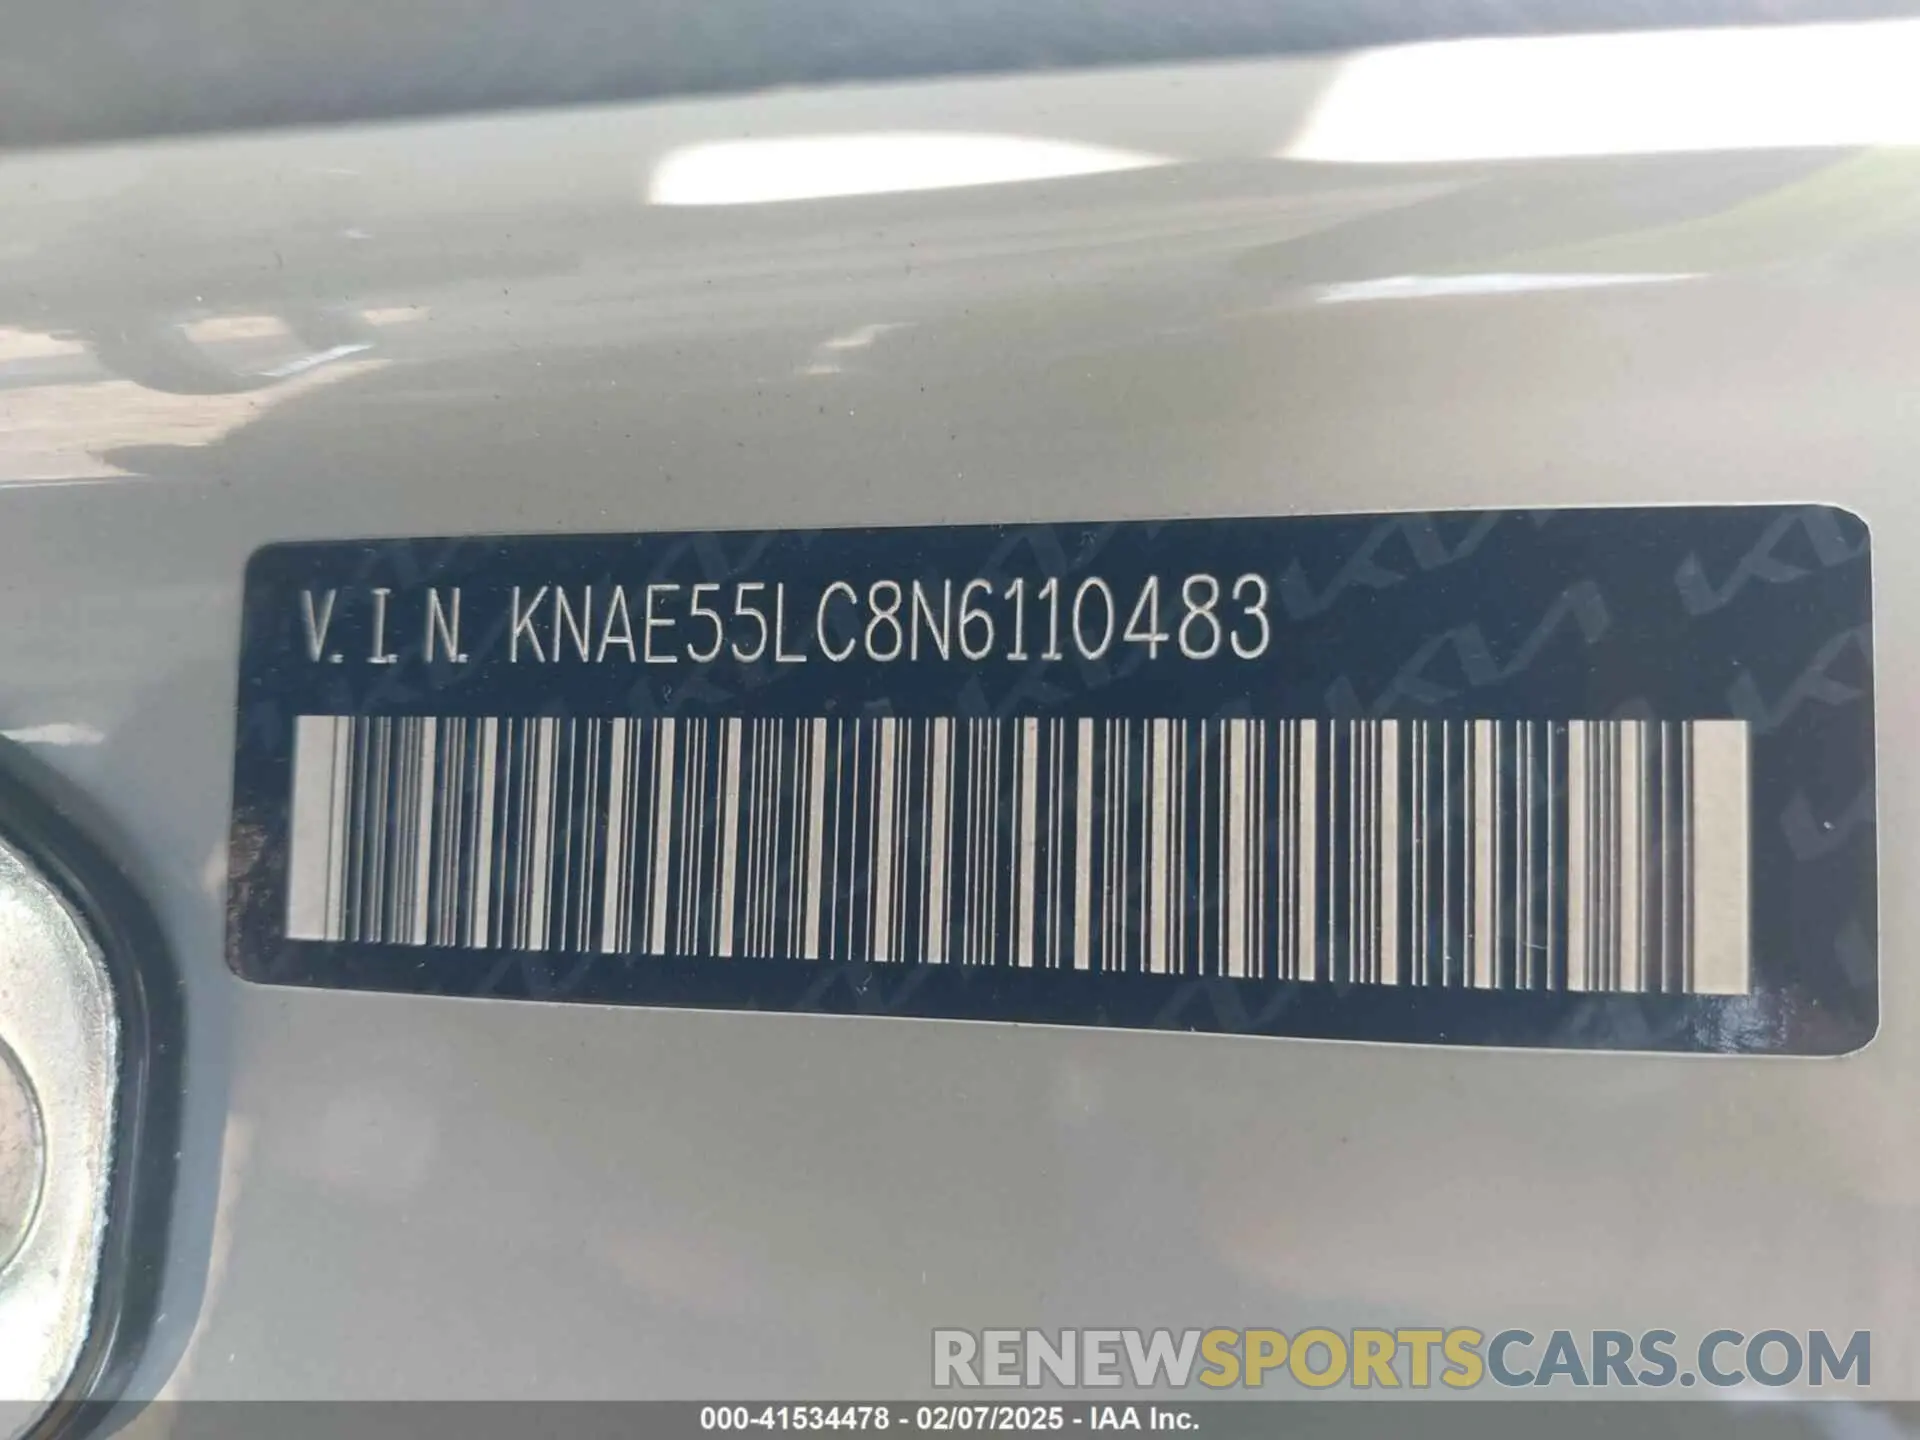 V.I.N. KNAE55LC8N6110483
RENEWSPORTSCARS.COM
000-41534478 - 02/07/2025 - IAA Inc.